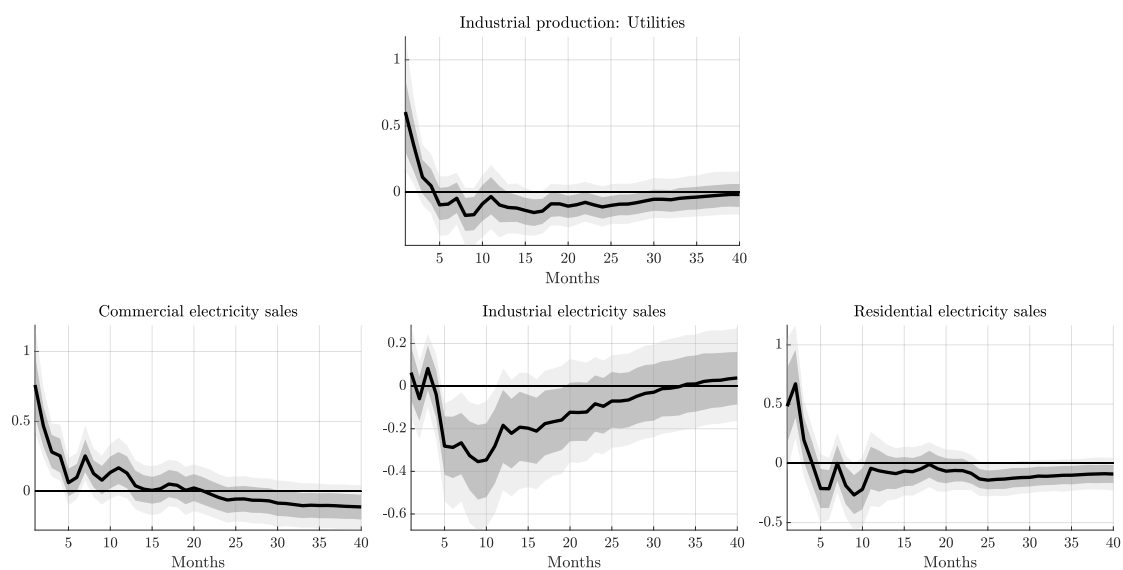 Industrial production: Utilities
1
0.5
0
5 10 15 20 25 30 35 40
Months
Commercial electricity sales
1
0.5
0
5 10 15 20 25 30 35 40
Months
Industrial electricity sales
0.2
0
-0.2
-0.4
-0.6
5 10 15 20 25 30 35 40
Months
Residential electricity sales
1
0.5
0
-0.5
5 10 15 20 25 30 35 40
Months